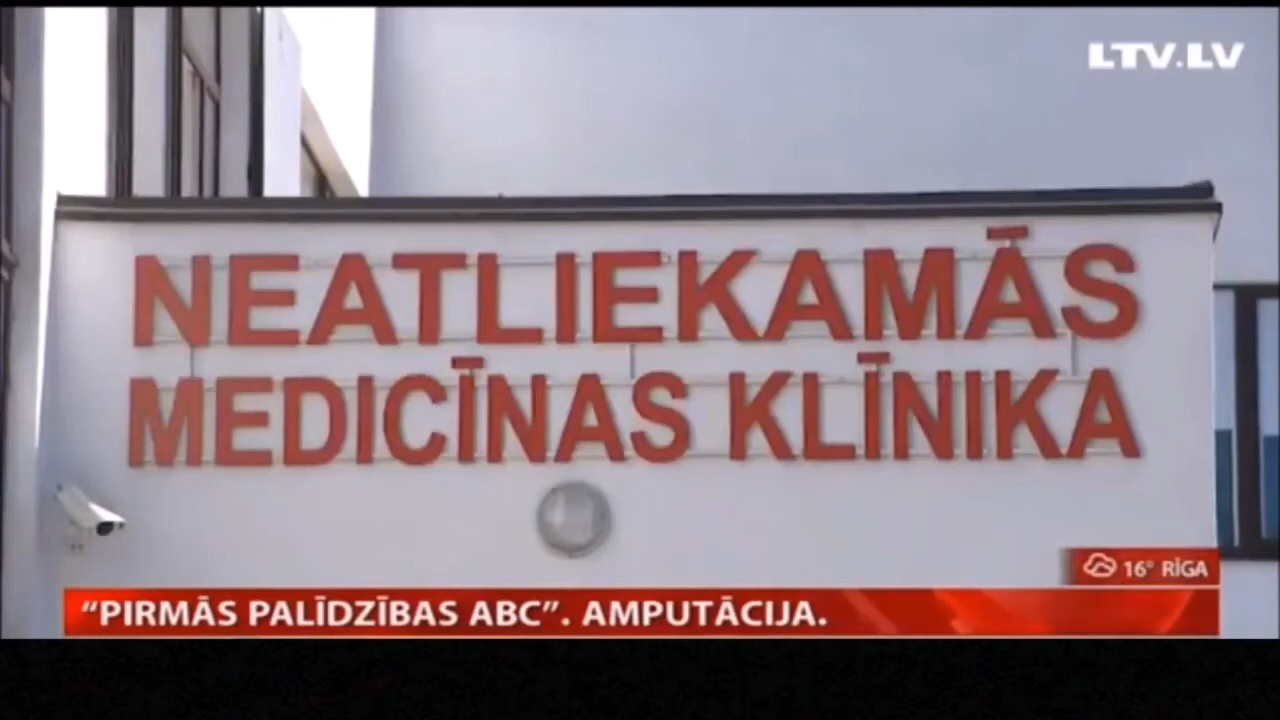 LTV.LV
NEATLIEKAMĀS
MEDICĪNAS KLĪNIKA
16° RĪGA
“PIRMĀS PALĪDZĪBAS ABC”. AMPUTĀCIJA.